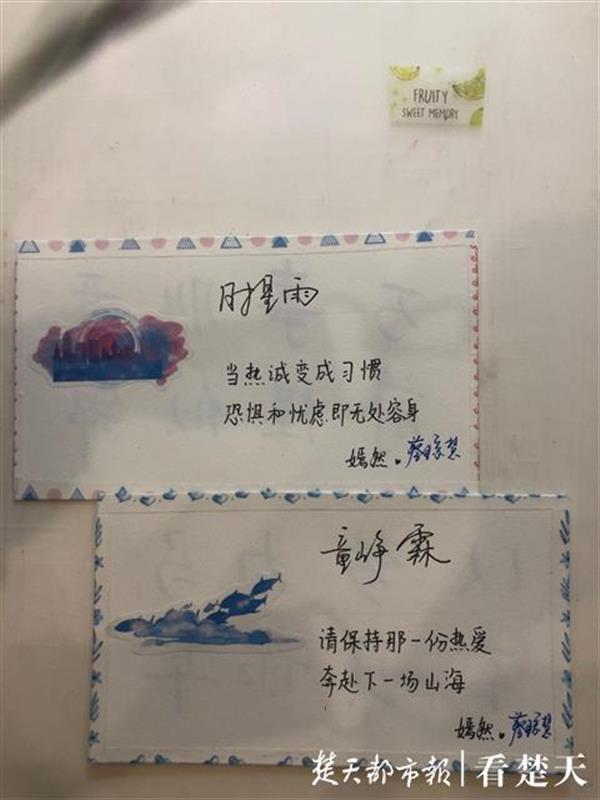 FRUITY
SWEET MEMORY
星雨
当热诚变成习惯
恐惧和忧虑即无处容身
嫣然.
童峥霖
请保持那一份热爱
奔赴下一场山海
嫣然.
楚天都市报|看楚天